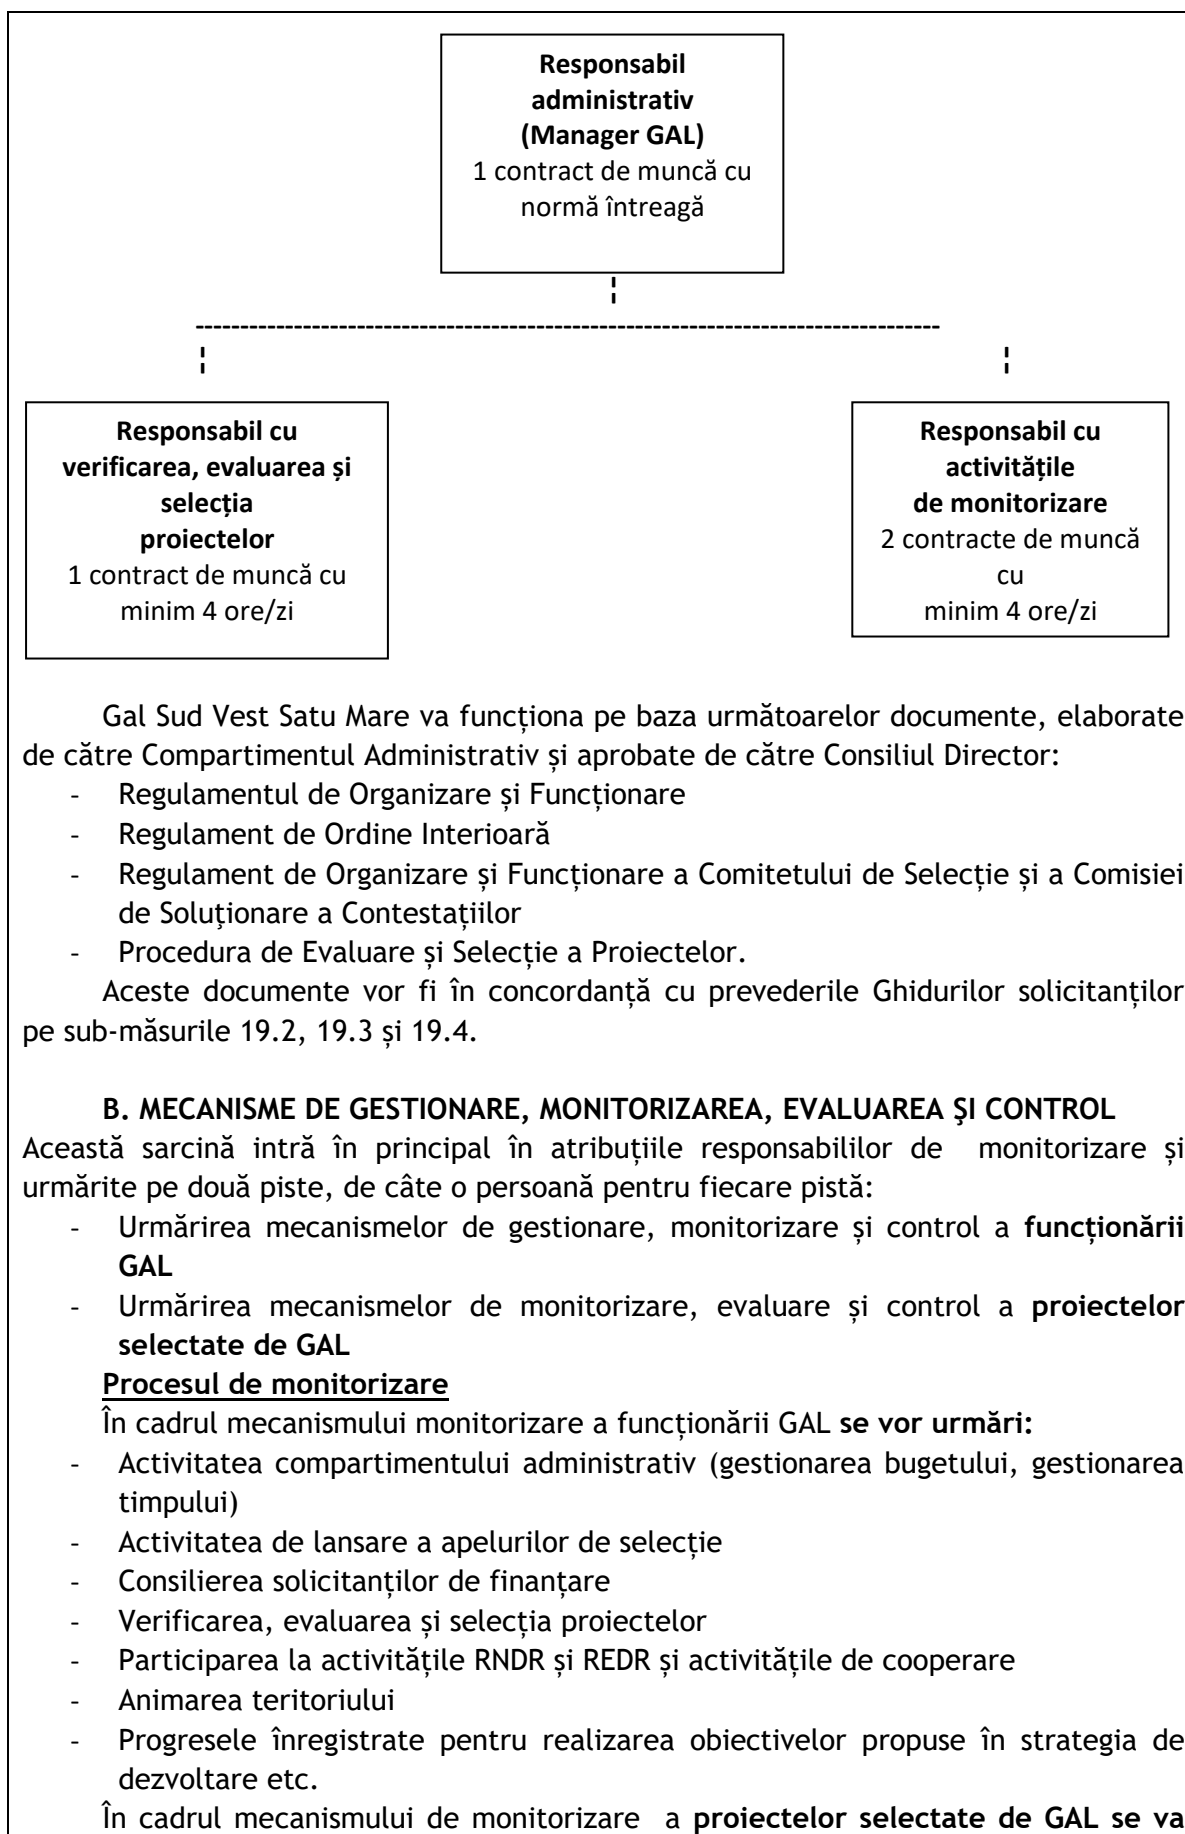 Responsabil
administrativ
(Manager GAL)
1 contract de muncă cu
normă întreagă
Responsabil cu
verificarea, evaluarea și
selecția
proiectelor
1 contract de muncă cu
minim 4 ore/zi
Responsabil cu
activitățile
de monitorizare
2 contracte de muncă
cu
minim 4 ore/zi
Gal Sud Vest Satu Mare va funcționa pe baza următoarelor documente, elaborate
de către Compartimentul Administrativ și aprobate de către Consiliul Director:
- Regulamentul de Organizare și Funcționare
- Regulament de Ordine Interioară
- Regulament de Organizare și Funcționare a Comitetului de Selecție și a Comisiei
de Soluţionare a Contestațiilor
- Procedura de Evaluare și Selecție a Proiectelor.
Aceste documente vor fi în concordanță cu prevederile Ghidurilor solicitanților
pe sub-măsurile 19.2, 19.3 și 19.4.
B. MECANISME DE GESTIONARE, MONITORIZAREA, EVALUAREA ŞI CONTROL
Această sarcină intră în principal în atribuțiile responsabililor de monitorizare și
urmărite pe două piste, de câte o persoană pentru fiecare pistă:
- Urmărirea mecanismelor de gestionare, monitorizare și control a funcționării
GAL
- Urmărirea mecanismelor de monitorizare, evaluare și control a proiectelor
selectate de GAL
Procesul de monitorizare
În cadrul mecanismului monitorizare a funcționării GAL se vor urmări:
- Activitatea compartimentului administrativ (gestionarea bugetului, gestionarea
timpului)
- Activitatea de lansare a apelurilor de selecție
- Consilierea solicitanților de finanțare
- Verificarea, evaluarea și selecția proiectelor
- Participarea la activitățile RNDR și REDR și activitățile de cooperare
- Animarea teritoriului
- Progresele înregistrate pentru realizarea obiectivelor propuse în strategia de
dezvoltare etc.
În cadrul mecanismului de monitorizare a proiectelor selectate de GAL se va